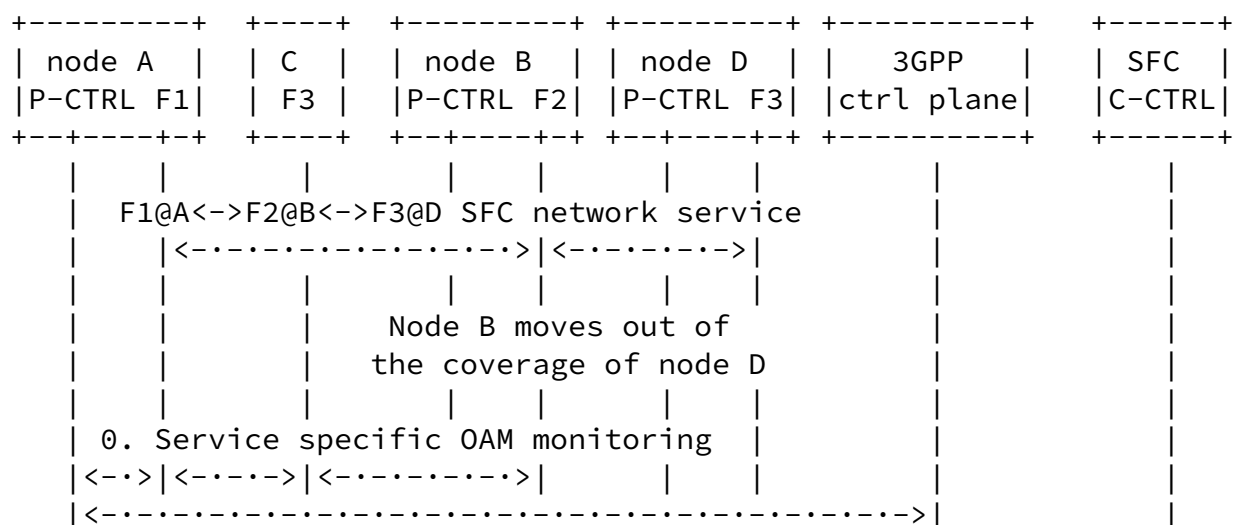 +---------+  +----+  +---------+ +---------+ +----------+   +------+
| node A  |  | C  |  | node B  | | node D  | |   3GPP   |   | SFC  |
|P-CTRL F1|  | F3 |  |P-CTRL F2| |P-CTRL F3| |ctrl plane|   |C-CTRL|
+--+----+-+  +----+  +--+----+-+ +--+----+-+ +----------+   +------+
   |    |       |       |    |      |    |         |            |
   |  F1@A<->F2@B<->F3@D SFC network service       |            |
   |    |<-·-·-·-·-·-·-·-·->|<-·-·-·->|         |            |
   |    |       |       |    |      |    |         |            |
   |    |       |    Node B moves out of           |            |
   |    |       |   the coverage of node D         |            |
   |    |       |       |    |      |    |         |            |
   | 0. Service specific OAM monitoring  |         |            |
   |<-·>|<-·-·->|<-·-·-·-·-·>|      |    |         |            |
   |<-·-·-·-·-·-·-·-·-·-·-·-·-·-·-·-·-·-·-·-·-·-·->|            |